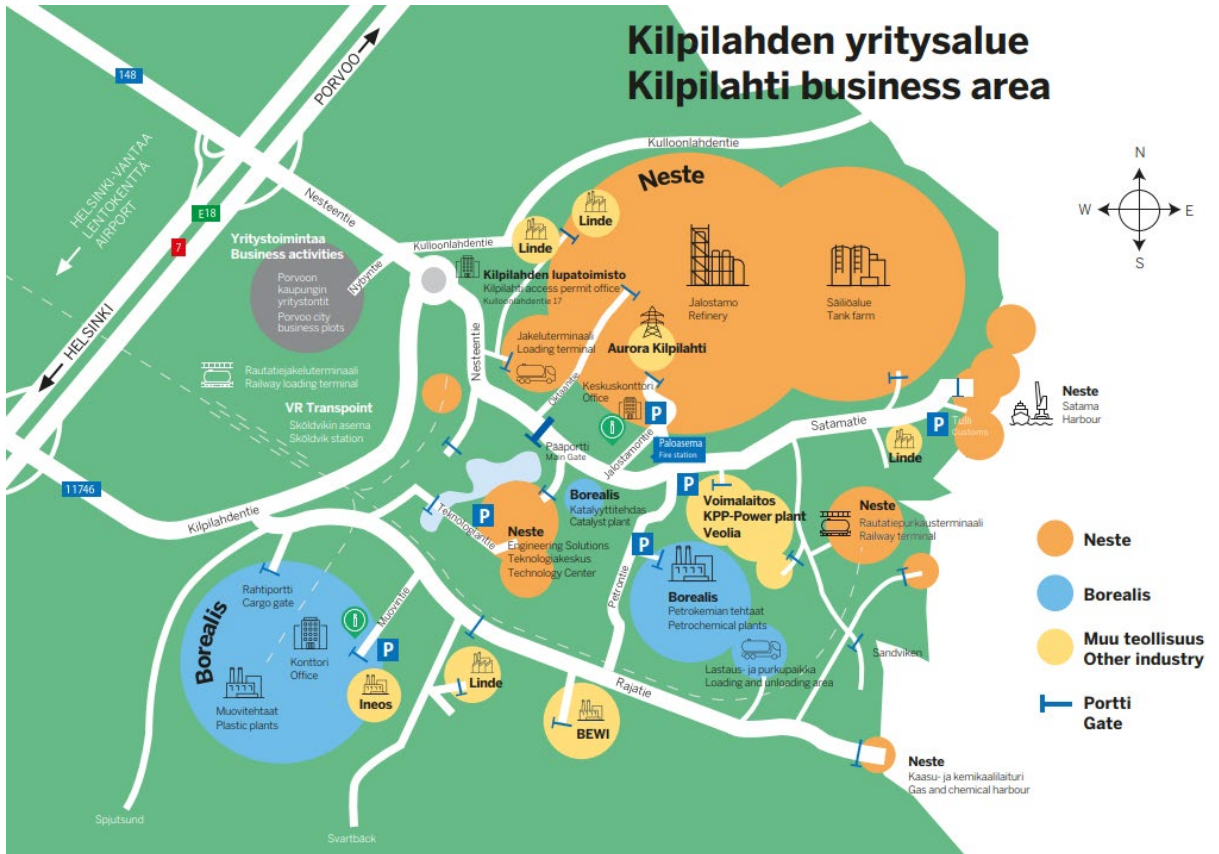 Kilpilahden yritysalue
Kilpilahti business area
148
PORVOO
HELSINKI-VANTAA
LENTOKENTTÄ
AIRPORT
E18
7
HELSINKI
Nesteentie
Kulloonlahdentie
Kulloonlahdentie
N
W
E
S
Yritystoimintaa
Business activities
Porvoon
kaupungin
yritystontit
Porvoo city
business plots
Nybyntie
Neste
Linde
Linde
Kilpilahden lupatoimisto
Kilpilahti access permit office
Kulloonlahdentie 17
Jalostamo
Refinery
Säiliöalue
Tank farm
Jakeluterminaali
Loading terminal
Aurora Kilpilahti
Nesteentie
Oktaanitie
Keskuskonttori
Office
P
Rautatiejakeluterminaali
Railway loading terminal
VR Transpoint
Sköldvikin asema
Sköldvik station
Pääportti
Main Gate
Jalostamontie
Paloasema
Fire station
Satamatie
P
Tulli
Customs
Linde
Neste
Satama
Harbour
11746
Kilpilahdentie
Teknologiantie
P
Neste
Engineering Solutions
Teknologiakeskus
Technology Center
Borealis
Katalyyttitehdas
Catalyst plant
P
Voimalaitos
KPP-Power plant
Veolia
Neste
Rautatiepurkausterminaali
Railway terminal
P
Petrontie
Borealis
Petrokemian tehtaat
Petrochemical plants
Lastaus- ja purkupaikka
Loading and unloading area
Sandviken
Rahtiportti
Cargo gate
Borealis
Konttori
Office
Muovitehtaat
Plastic plants
Muovintie
P
Ineos
Linde
Rajatie
BEWI
Neste
Kaasu- ja kemikaalilaituri
Gas and chemical harbour
Spjutsund
Svartbäck
Neste
Borealis
Muu teollisuus
Other industry
Portti
Gate